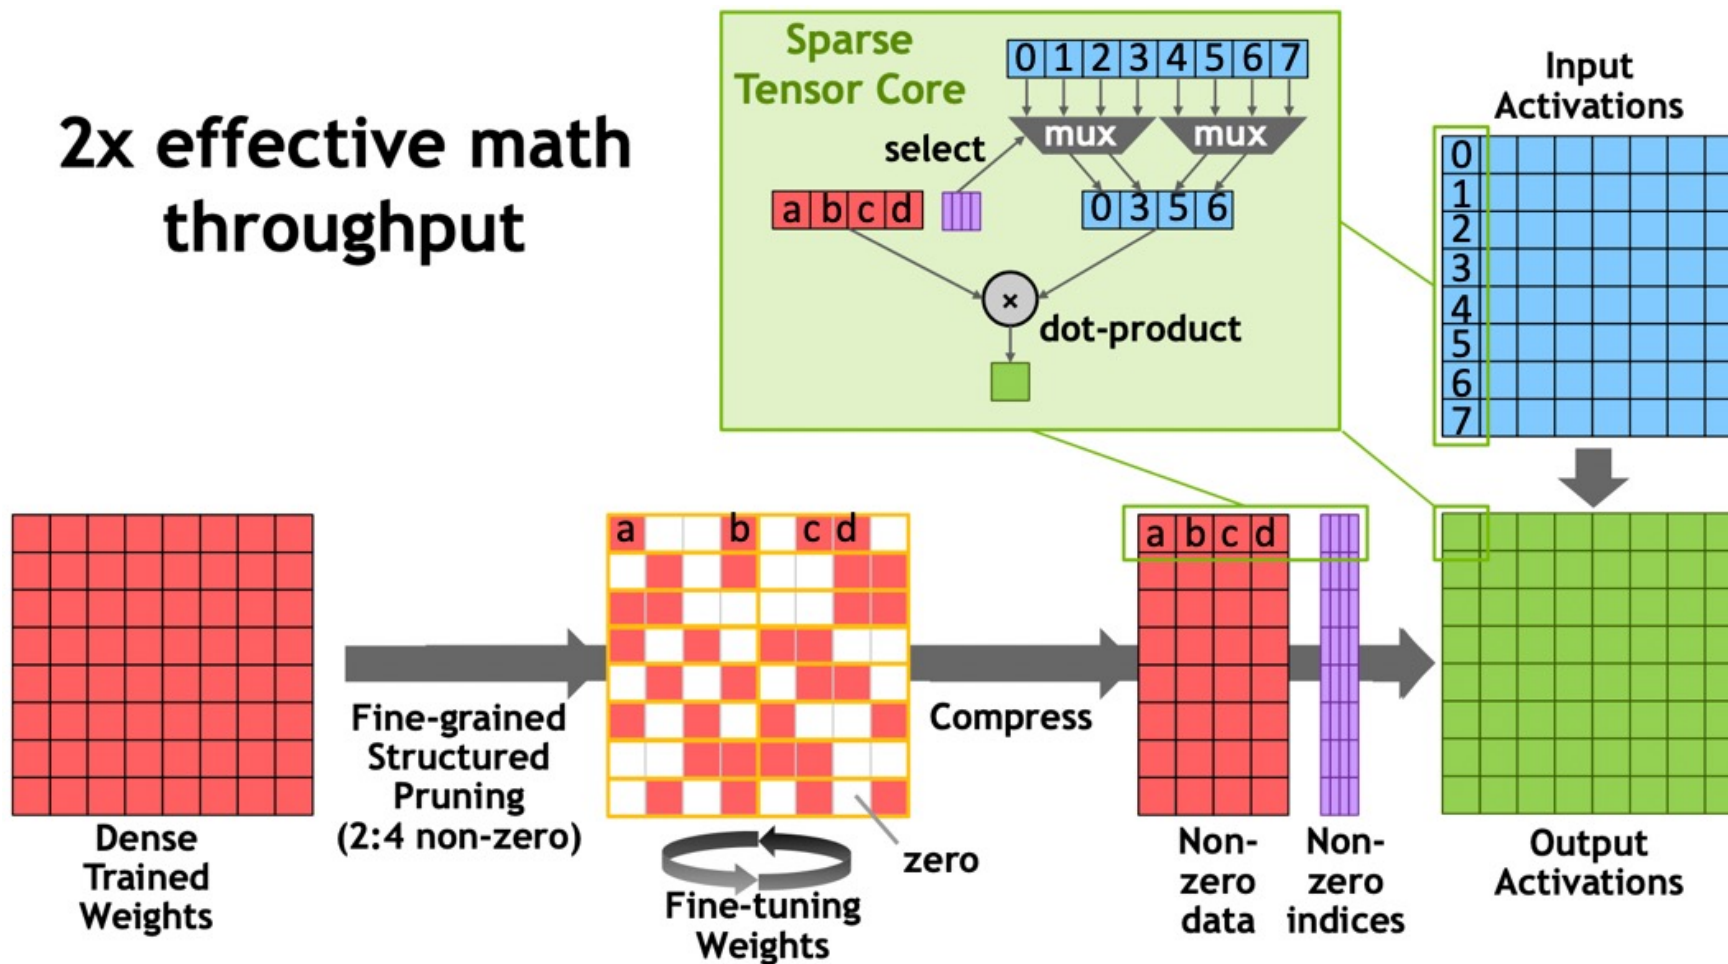 2x effective math
throughput
Sparse
Tensor Core
0 1 2 3 4 5 6 7
mux mux
select
a b c d
0 3 5 6
×
dot-product
Input
Activations
0
1
2
3
4
5
6
7
Dense
Trained
Weights
Fine-grained
Structured
Pruning
(2:4 non-zero)
a b c d
zero
Fine-tuning
Weights
Compress
a b c d
Non-
zero
data
Non-
zero
indices
Output
Activations